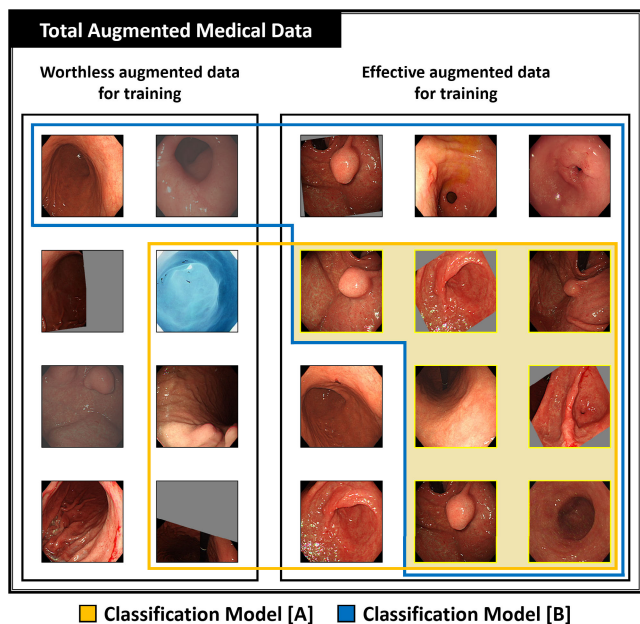 Total Augmented Medical Data
Worthless augmented data
for training
Effective augmented data
for training
Classification Model [A]
Classification Model [B]